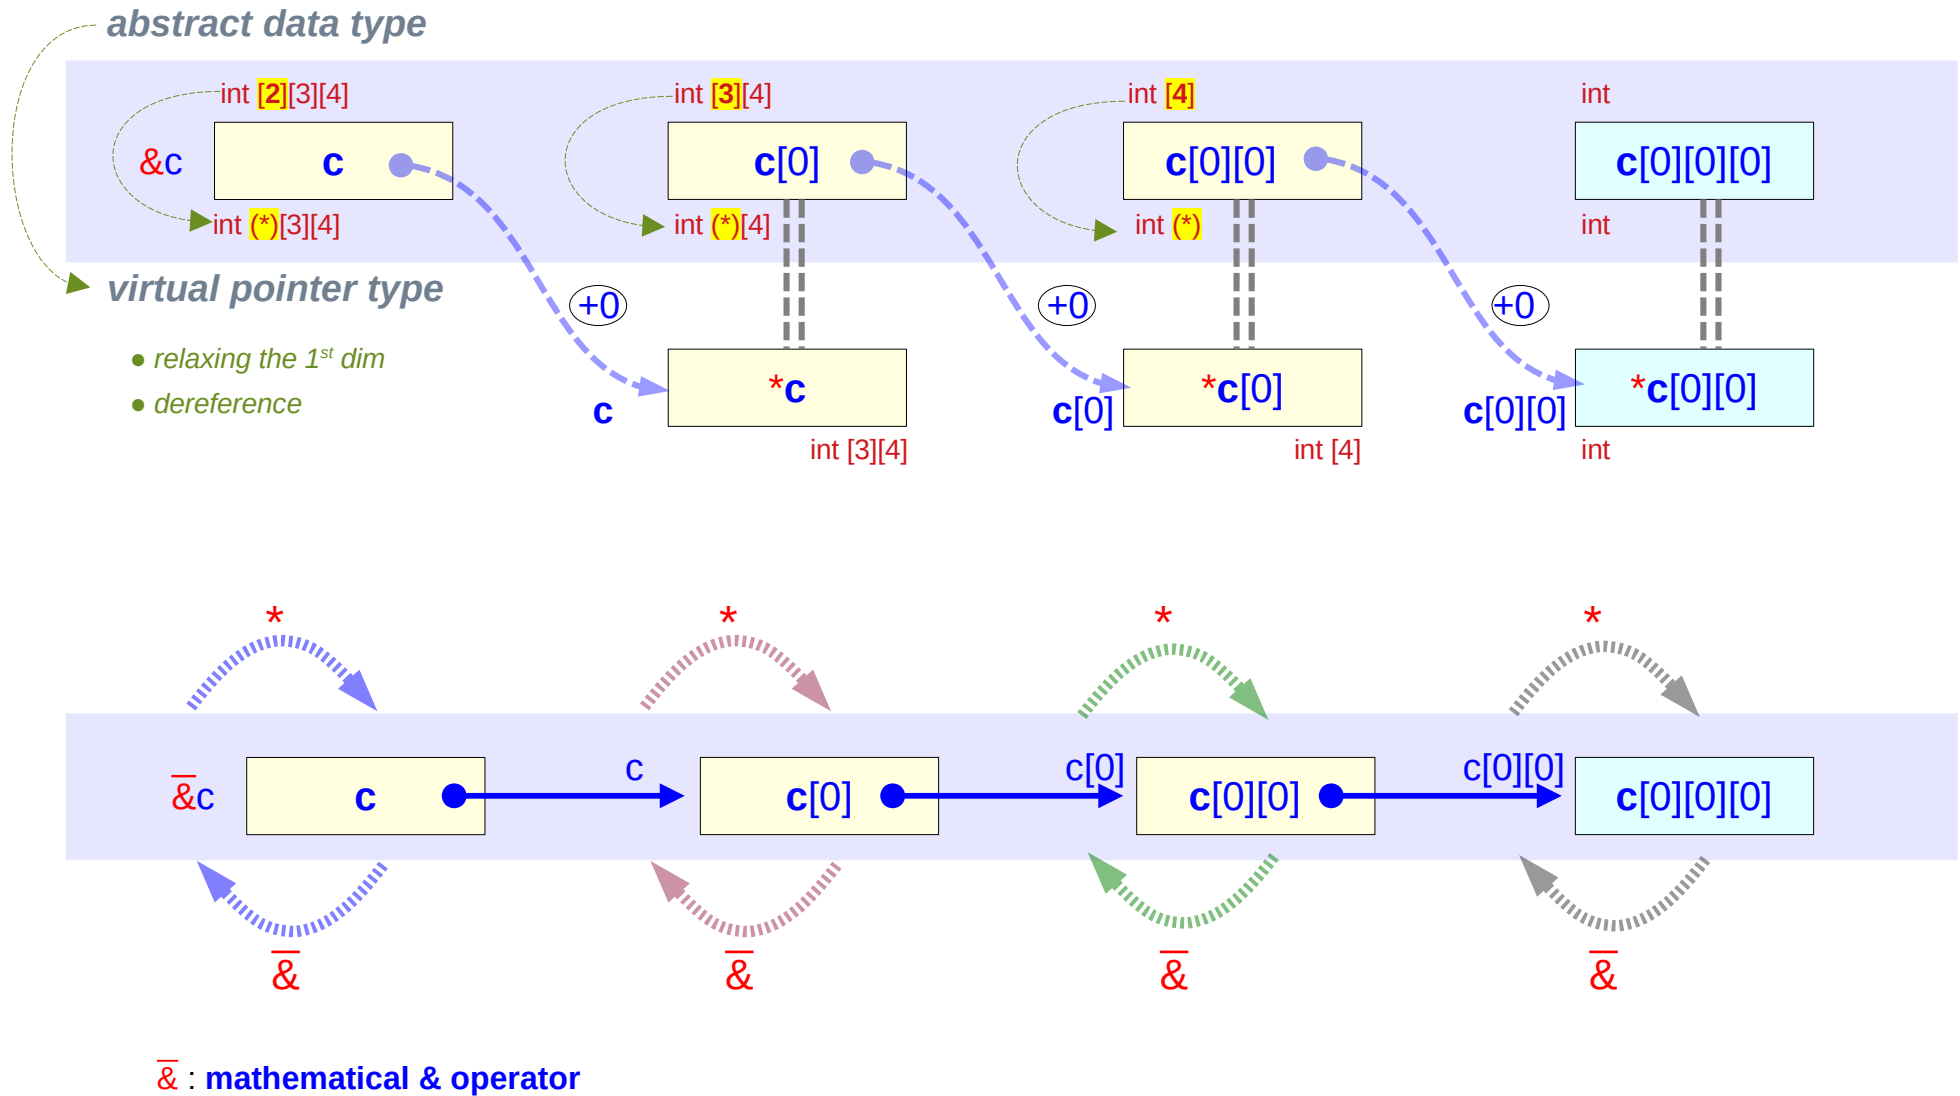 abstract data type
int [2][3][4] int [3][4] int [4] int
&c c c[0] c[0][0] c[0][0][0]
int (*)[3][4] int (*)[4] int (*) int
virtual pointer type
+0 +0 +0
● relaxing the 1st dim
● dereference
c *c c[0] *c[0] c[0][0] *c[0][0]
int [3][4] int [4] int
* * * *
c c[0] c[0][0]
&̅c c c[0] c[0][0] c[0][0][0]
&̅ &̅ &̅ &̅
&̅ : mathematical & operator